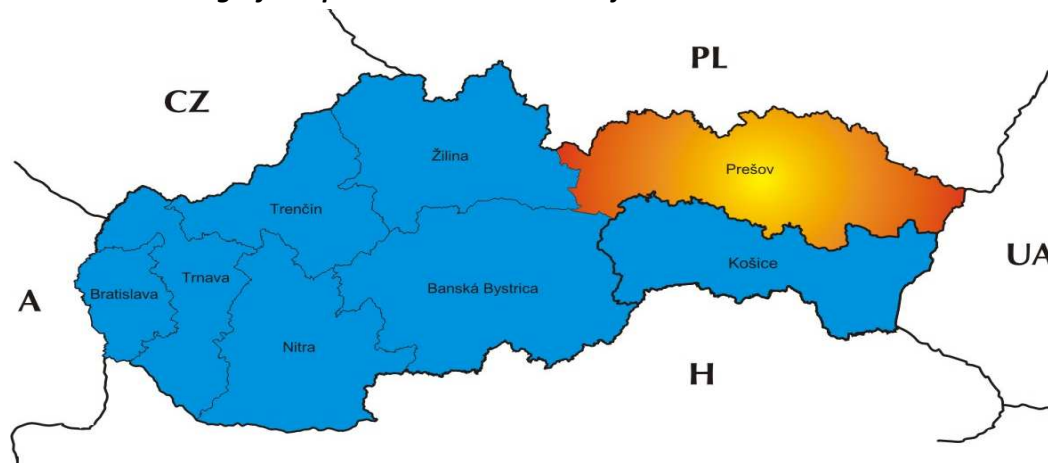 PL
CZ
Žilina
Prešov
Trenčín
UA
Košice
Trnava
Bratislava
Banská Bystrica
A
Nitra
H